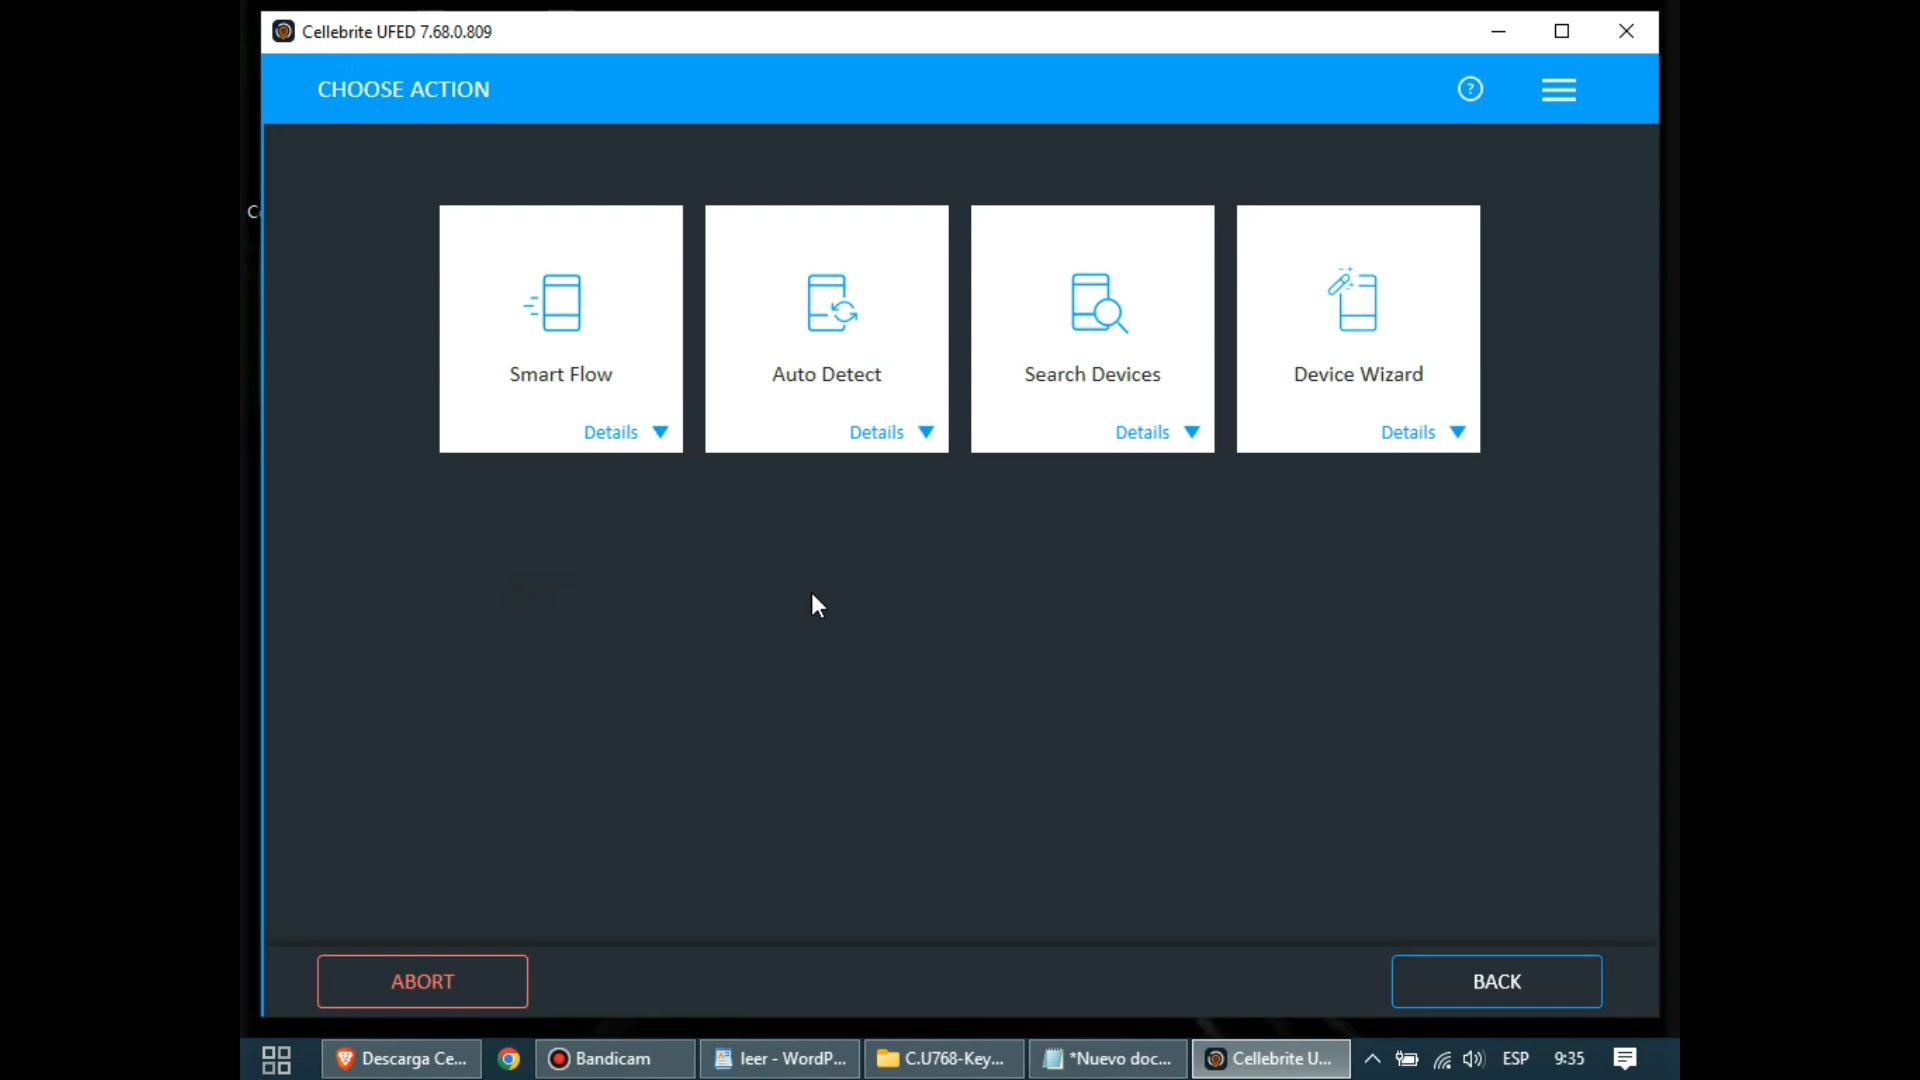 Cellebrite UFED 7.68.0.809
CHOOSE ACTION
?
Smart Flow
Auto Detect
Search Devices
Device Wizard
Details
Details
Details
Details
ABORT
BACK
Descarga Ce...
Bandicam
leer - WordP...
C.U768-Key...
*Nuevo doc...
Cellebrite U...
ESP
9:35